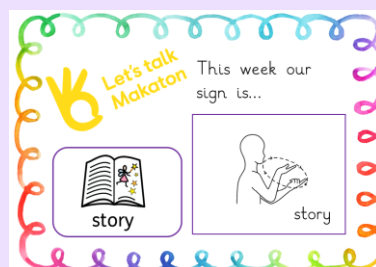 Let's talk
Makaton
This week our
sign is...
story
story